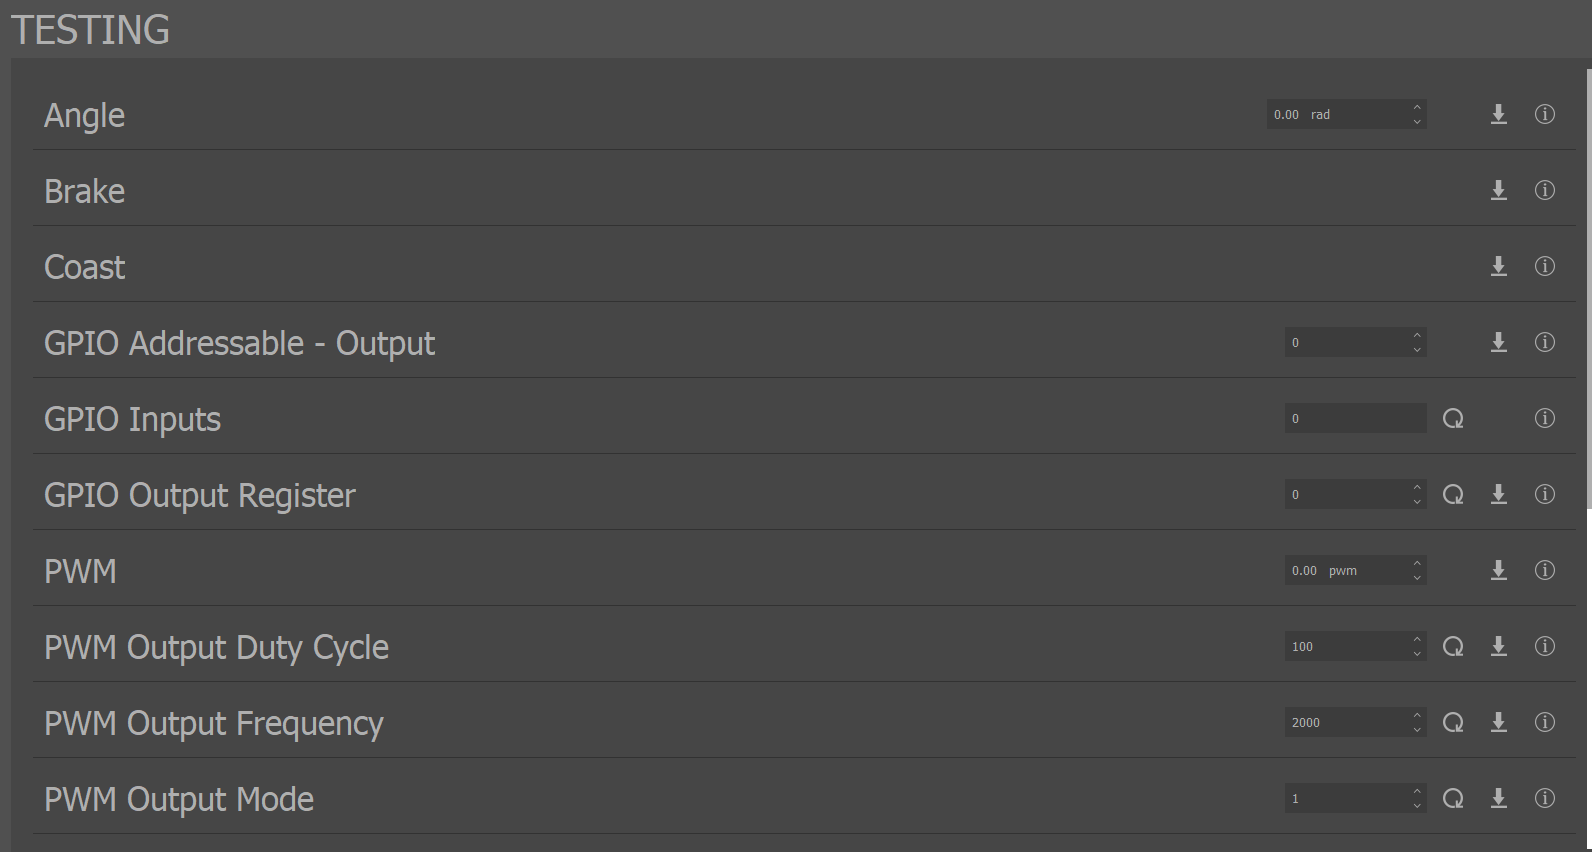 TESTING
Angle 0.00 rad
Brake
Coast
GPIO Addressable - Output 0
GPIO Inputs 0
GPIO Output Register 0
PWM 0.00 pwm
PWM Output Duty Cycle 100
PWM Output Frequency 2000
PWM Output Mode 1